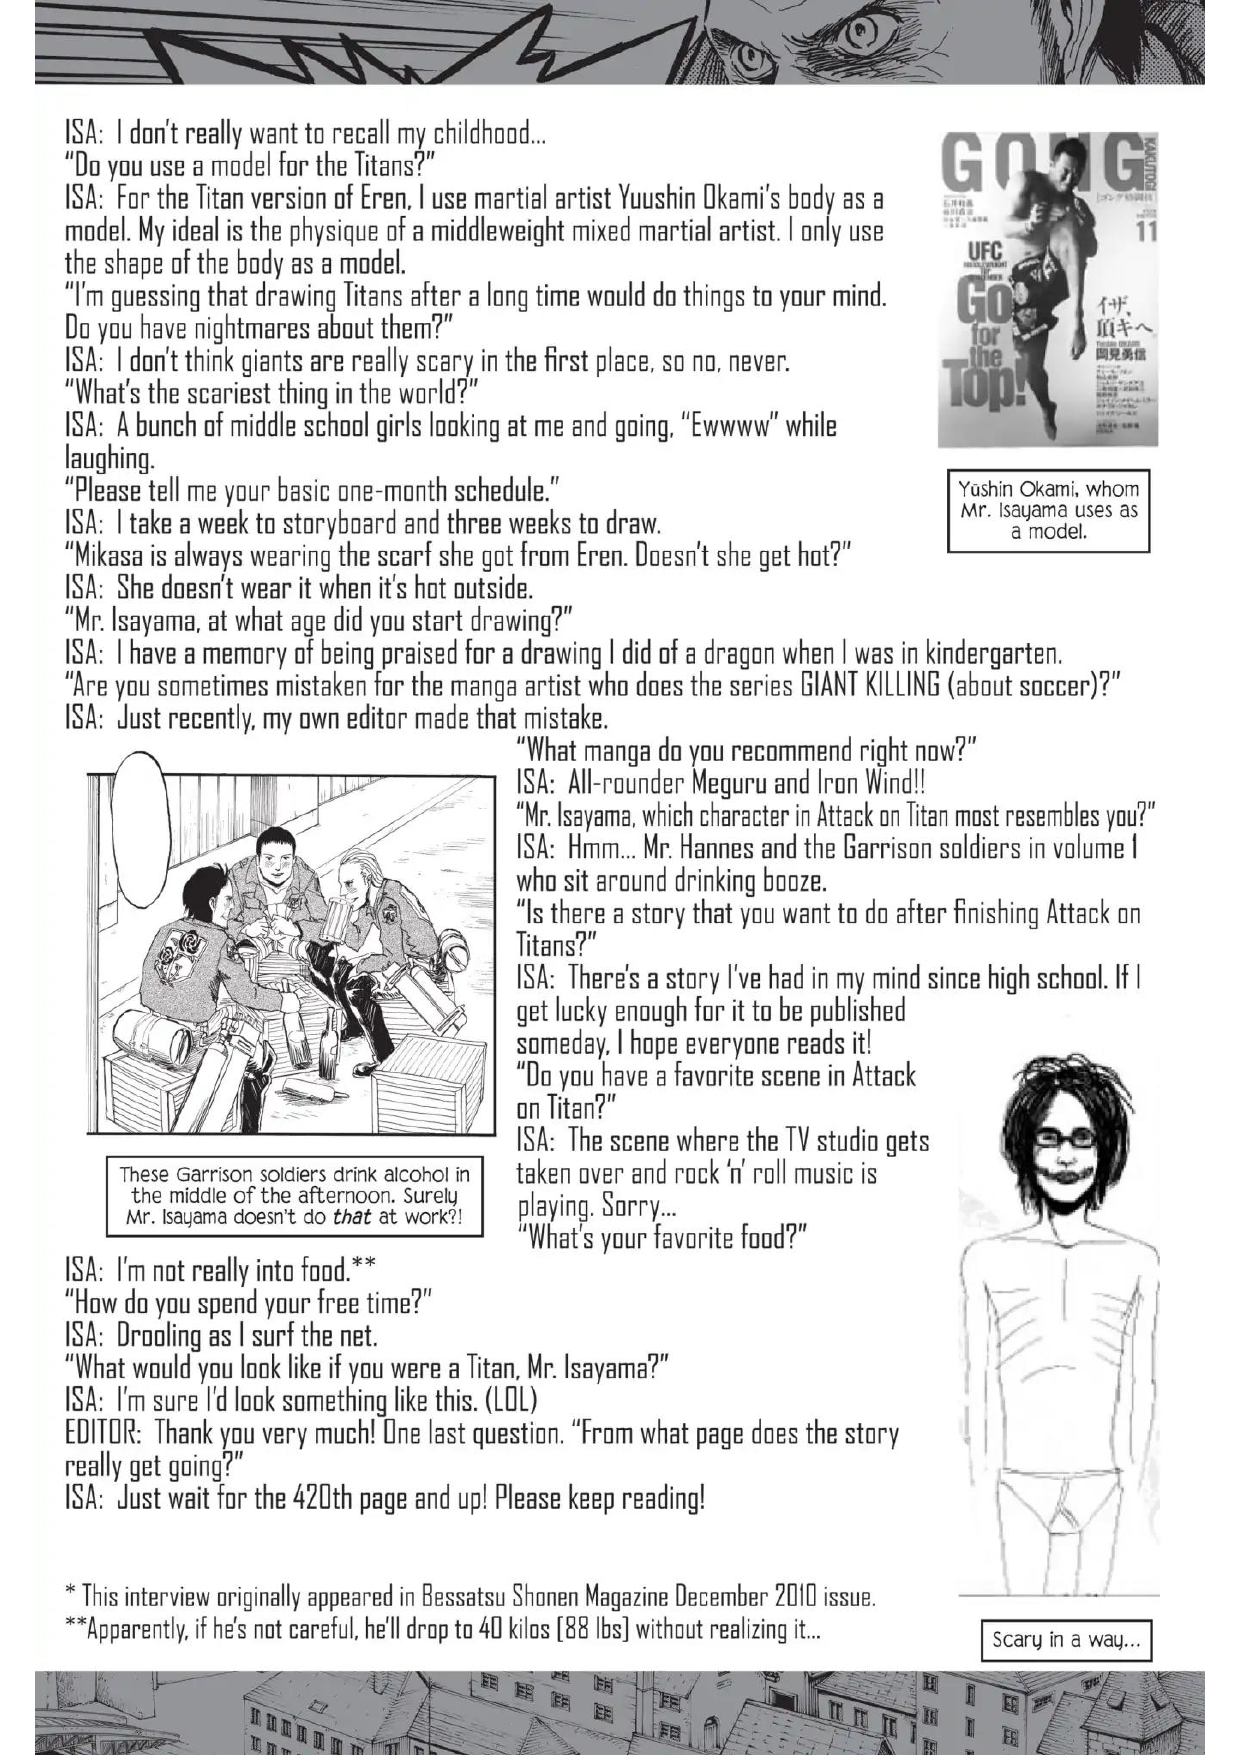 ISA: I don't really want to recall my childhood...
"Do you use a model for the Titans?"
ISA: For the Titan version of Eren, I use martial artist Yuushin Okami's body as a
model. My ideal is the physique of a middleweight mixed martial artist. I only use
the shape of the body as a model.
"I'm guessing that drawing Titans after a long time would do things to your mind.
Do you have nightmares about them?"
ISA: I don't think giants are really scary in the first place, so no, never.
"What's the scariest thing in the world?"
ISA: A bunch of middle school girls looking at me and going, "Ewwww" while
laughing.
"Please tell me your basic one-month schedule."
ISA: I take a week to storyboard and three weeks to draw.
"Mikasa is always wearing the scarf she got from Eren. Doesn't she get hot?"
ISA: She doesn't wear it when it's hot outside.
"Mr. Isayama, at what age did you start drawing?"
ISA: I have a memory of being praised for a drawing I did of a dragon when I was in kindergarten.
"Are you sometimes mistaken for the manga artist who does the series GIANT KILLING (about soccer)?"
ISA: Just recently, my own editor made that mistake.
GONG
KAKUTOGI
[ゴング格闘技]
11
UFC
Go
for
the
Top!
イザ、
頂キへ
Yushin OKAMI
岡見勇信
Yūshin Okami, whom
Mr. Isayama uses as
a model.
"What manga do you recommend right now?"
ISA: All-rounder Meguru and Iron Wind!!
"Mr. Isayama, which character in Attack on Titan most resembles you?"
ISA: Hmm... Mr. Hannes and the Garrison soldiers in volume 1
who sit around drinking booze.
"Is there a story that you want to do after finishing Attack on
Titans?"
ISA: There's a story I've had in my mind since high school. If I
get lucky enough for it to be published
someday, I hope everyone reads it!
"Do you have a favorite scene in Attack
on Titan?"
ISA: The scene where the TV studio gets
taken over and rock 'n' roll music is
playing. Sorry...
"What's your favorite food?"
These Garrison soldiers drink alcohol in
the middle of the afternoon. Surely
Mr. Isayama doesn't do that at work?!
ISA: I'm not really into food.**
"How do you spend your free time?"
ISA: Drooling as I surf the net.
"What would you look like if you were a Titan, Mr. Isayama?"
ISA: I'm sure I'd look something like this. (LOL)
EDITOR: Thank you very much! One last question. "From what page does the story
really get going?"
ISA: Just wait for the 420th page and up! Please keep reading!
* This interview originally appeared in Bessatsu Shonen Magazine December 2010 issue.
**Apparently, if he's not careful, he'll drop to 40 kilos [88 lbs] without realizing it...
Scary in a way...